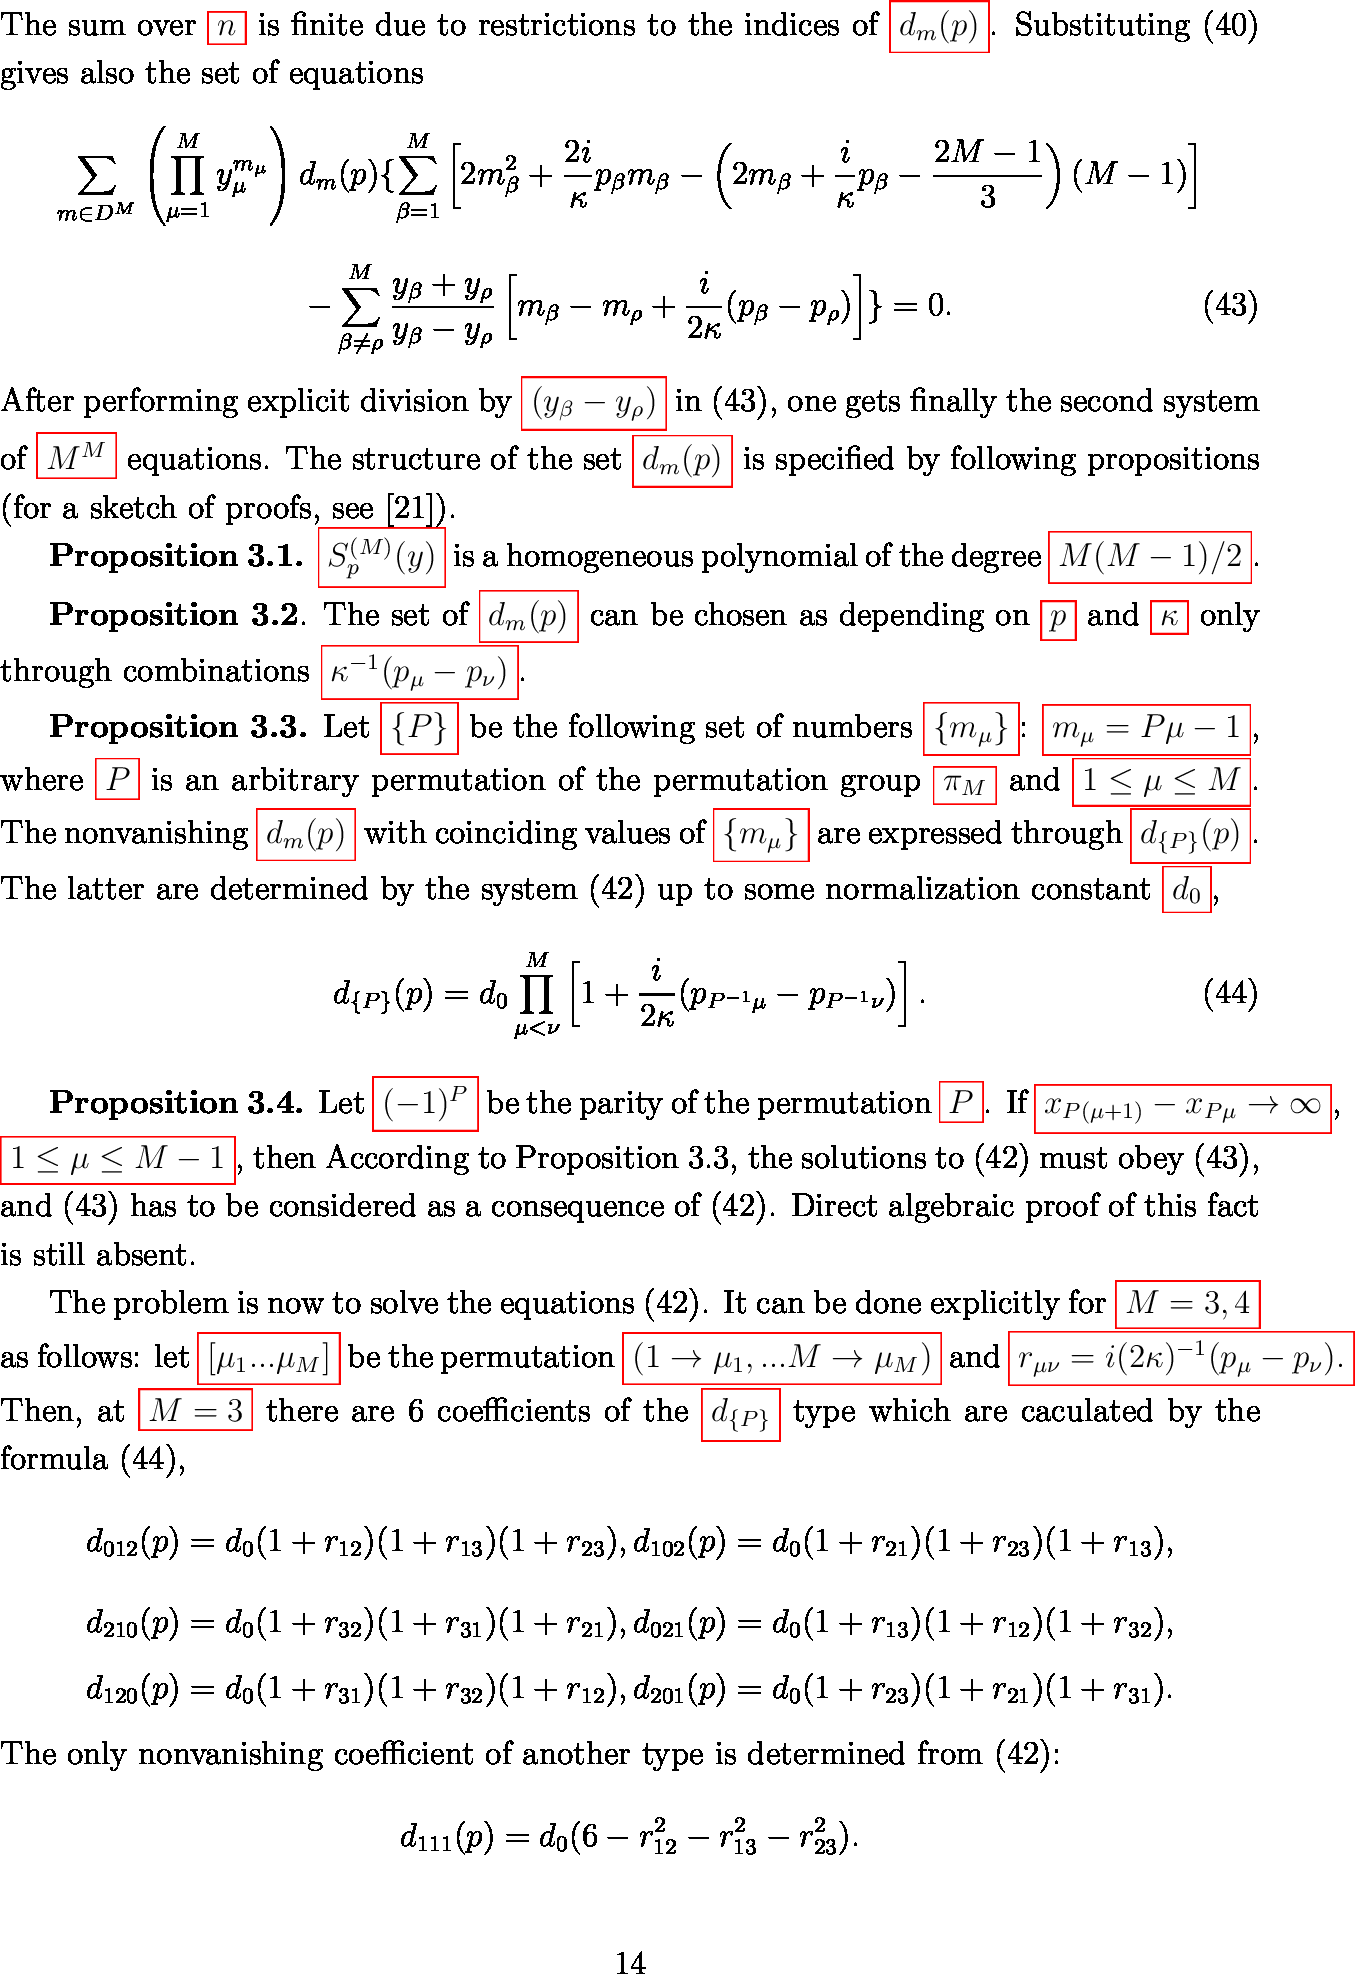 The sum over $n$ is finite due to restrictions to the indices of $d_m(p)$. Substituting (40)
gives also the set of equations
$$\sum_{m\in D^M}\left(\prod_{\mu=1}^{M} y_\mu^{m_\mu}\right) d_m(p)\{\sum_{\beta=1}^{M}\left[2m_\beta^2+\frac{2i}{\kappa}p_\beta m_\beta-\left(2m_\beta+\frac{i}{\kappa}p_\beta-\frac{2M-1}{3}\right)(M-1)\right]$$
$$-\sum_{\beta\neq\rho}^{M}\frac{y_\beta+y_\rho}{y_\beta-y_\rho}\left[m_\beta-m_\rho+\frac{i}{2\kappa}(p_\beta-p_\rho)\right]\}=0. \quad (43)$$
After performing explicit division by $(y_\beta-y_\rho)$ in (43), one gets finally the second system
of $M^M$ equations. The structure of the set $d_m(p)$ is specified by following propositions
(for a sketch of proofs, see [21]).
Proposition 3.1. $S_p^{(M)}(y)$ is a homogeneous polynomial of the degree $M(M-1)/2$.
Proposition 3.2. The set of $d_m(p)$ can be chosen as depending on $p$ and $\kappa$ only
through combinations $\kappa^{-1}(p_\mu-p_\nu)$.
Proposition 3.3. Let $\{P\}$ be the following set of numbers $\{m_\mu\}$: $m_\mu=P\mu-1$,
where $P$ is an arbitrary permutation of the permutation group $\pi_M$ and $1\leq\mu\leq M$.
The nonvanishing $d_m(p)$ with coinciding values of $\{m_\mu\}$ are expressed through $d_{\{P\}}(p)$.
The latter are determined by the system (42) up to some normalization constant $d_0$,
$$d_{\{P\}}(p)=d_0\prod_{\mu<\nu}^{M}\left[1+\frac{i}{2\kappa}(p_{P^{-1}\mu}-p_{P^{-1}\nu})\right]. \quad (44)$$
Proposition 3.4. Let $(-1)^P$ be the parity of the permutation $P$. If $x_{P(\mu+1)}-x_{P\mu}\to\infty$,
$1\leq\mu\leq M-1$, then According to Proposition 3.3, the solutions to (42) must obey (43),
and (43) has to be considered as a consequence of (42). Direct algebraic proof of this fact
is still absent.
The problem is now to solve the equations (42). It can be done explicitly for $M=3,4$
as follows: let $[\mu_1...\mu_M]$ be the permutation $(1\to\mu_1,...M\to\mu_M)$ and $r_{\mu\nu}=i(2\kappa)^{-1}(p_\mu-p_\nu).$
Then, at $M=3$ there are 6 coefficients of the $d_{\{P\}}$ type which are caculated by the
formula (44),
$$d_{012}(p)=d_0(1+r_{12})(1+r_{13})(1+r_{23}), d_{102}(p)=d_0(1+r_{21})(1+r_{23})(1+r_{13}),$$
$$d_{210}(p)=d_0(1+r_{32})(1+r_{31})(1+r_{21}), d_{021}(p)=d_0(1+r_{13})(1+r_{12})(1+r_{32}),$$
$$d_{120}(p)=d_0(1+r_{31})(1+r_{32})(1+r_{12}), d_{201}(p)=d_0(1+r_{23})(1+r_{21})(1+r_{31}).$$
The only nonvanishing coefficient of another type is determined from (42):
$$d_{111}(p)=d_0(6-r_{12}^2-r_{13}^2-r_{23}^2).$$
14